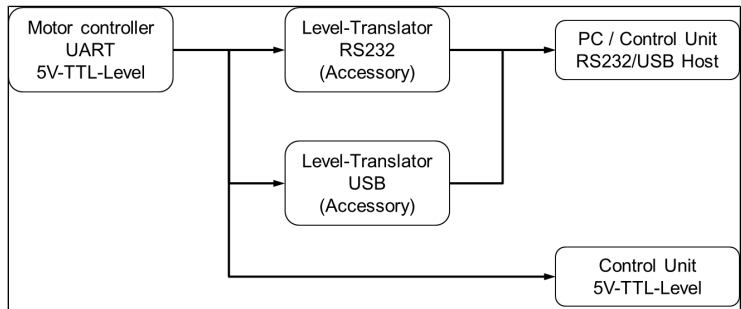 Motor controller
UART
5V-TTL-Level
Level-Translator
RS232
(Accessory)
PC / Control Unit
RS232/USB Host
Level-Translator
USB
(Accessory)
Control Unit
5V-TTL-Level